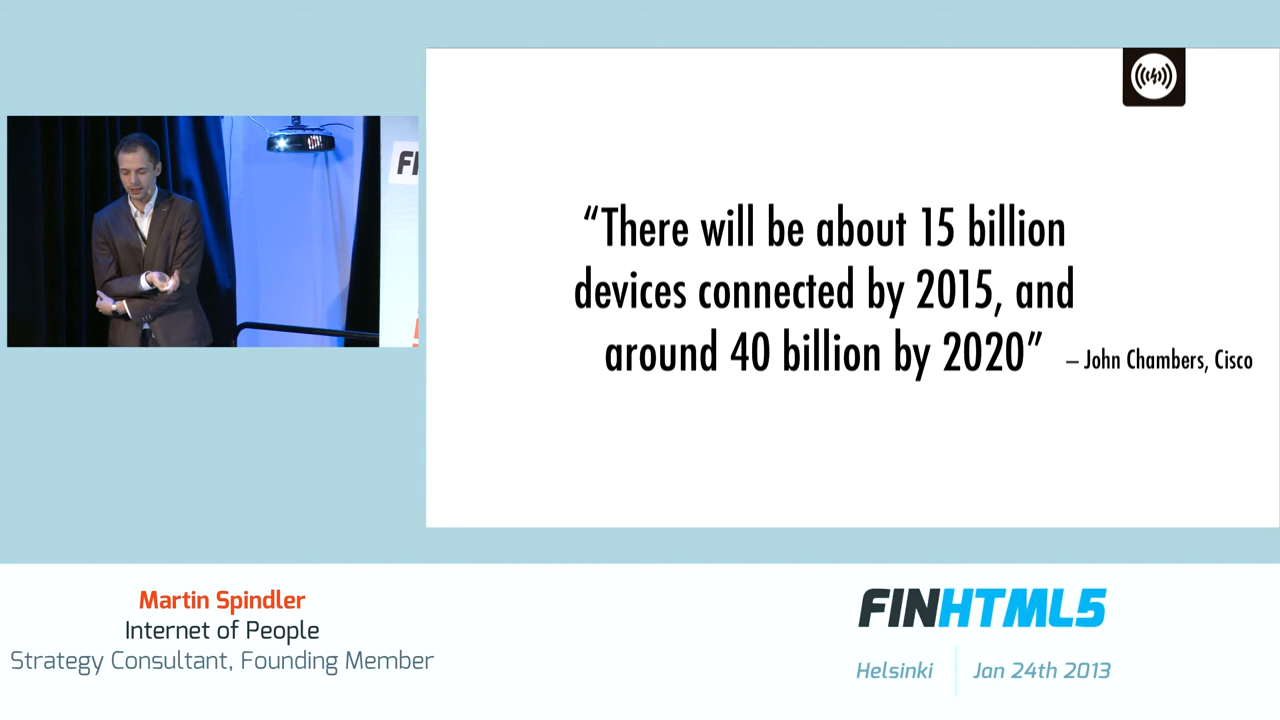 “There will be about 15 billion
devices connected by 2015, and
around 40 billion by 2020”
– John Chambers, Cisco
Martin Spindler
Internet of People
Strategy Consultant, Founding Member
FINHTML5
Helsinki
Jan 24th 2013